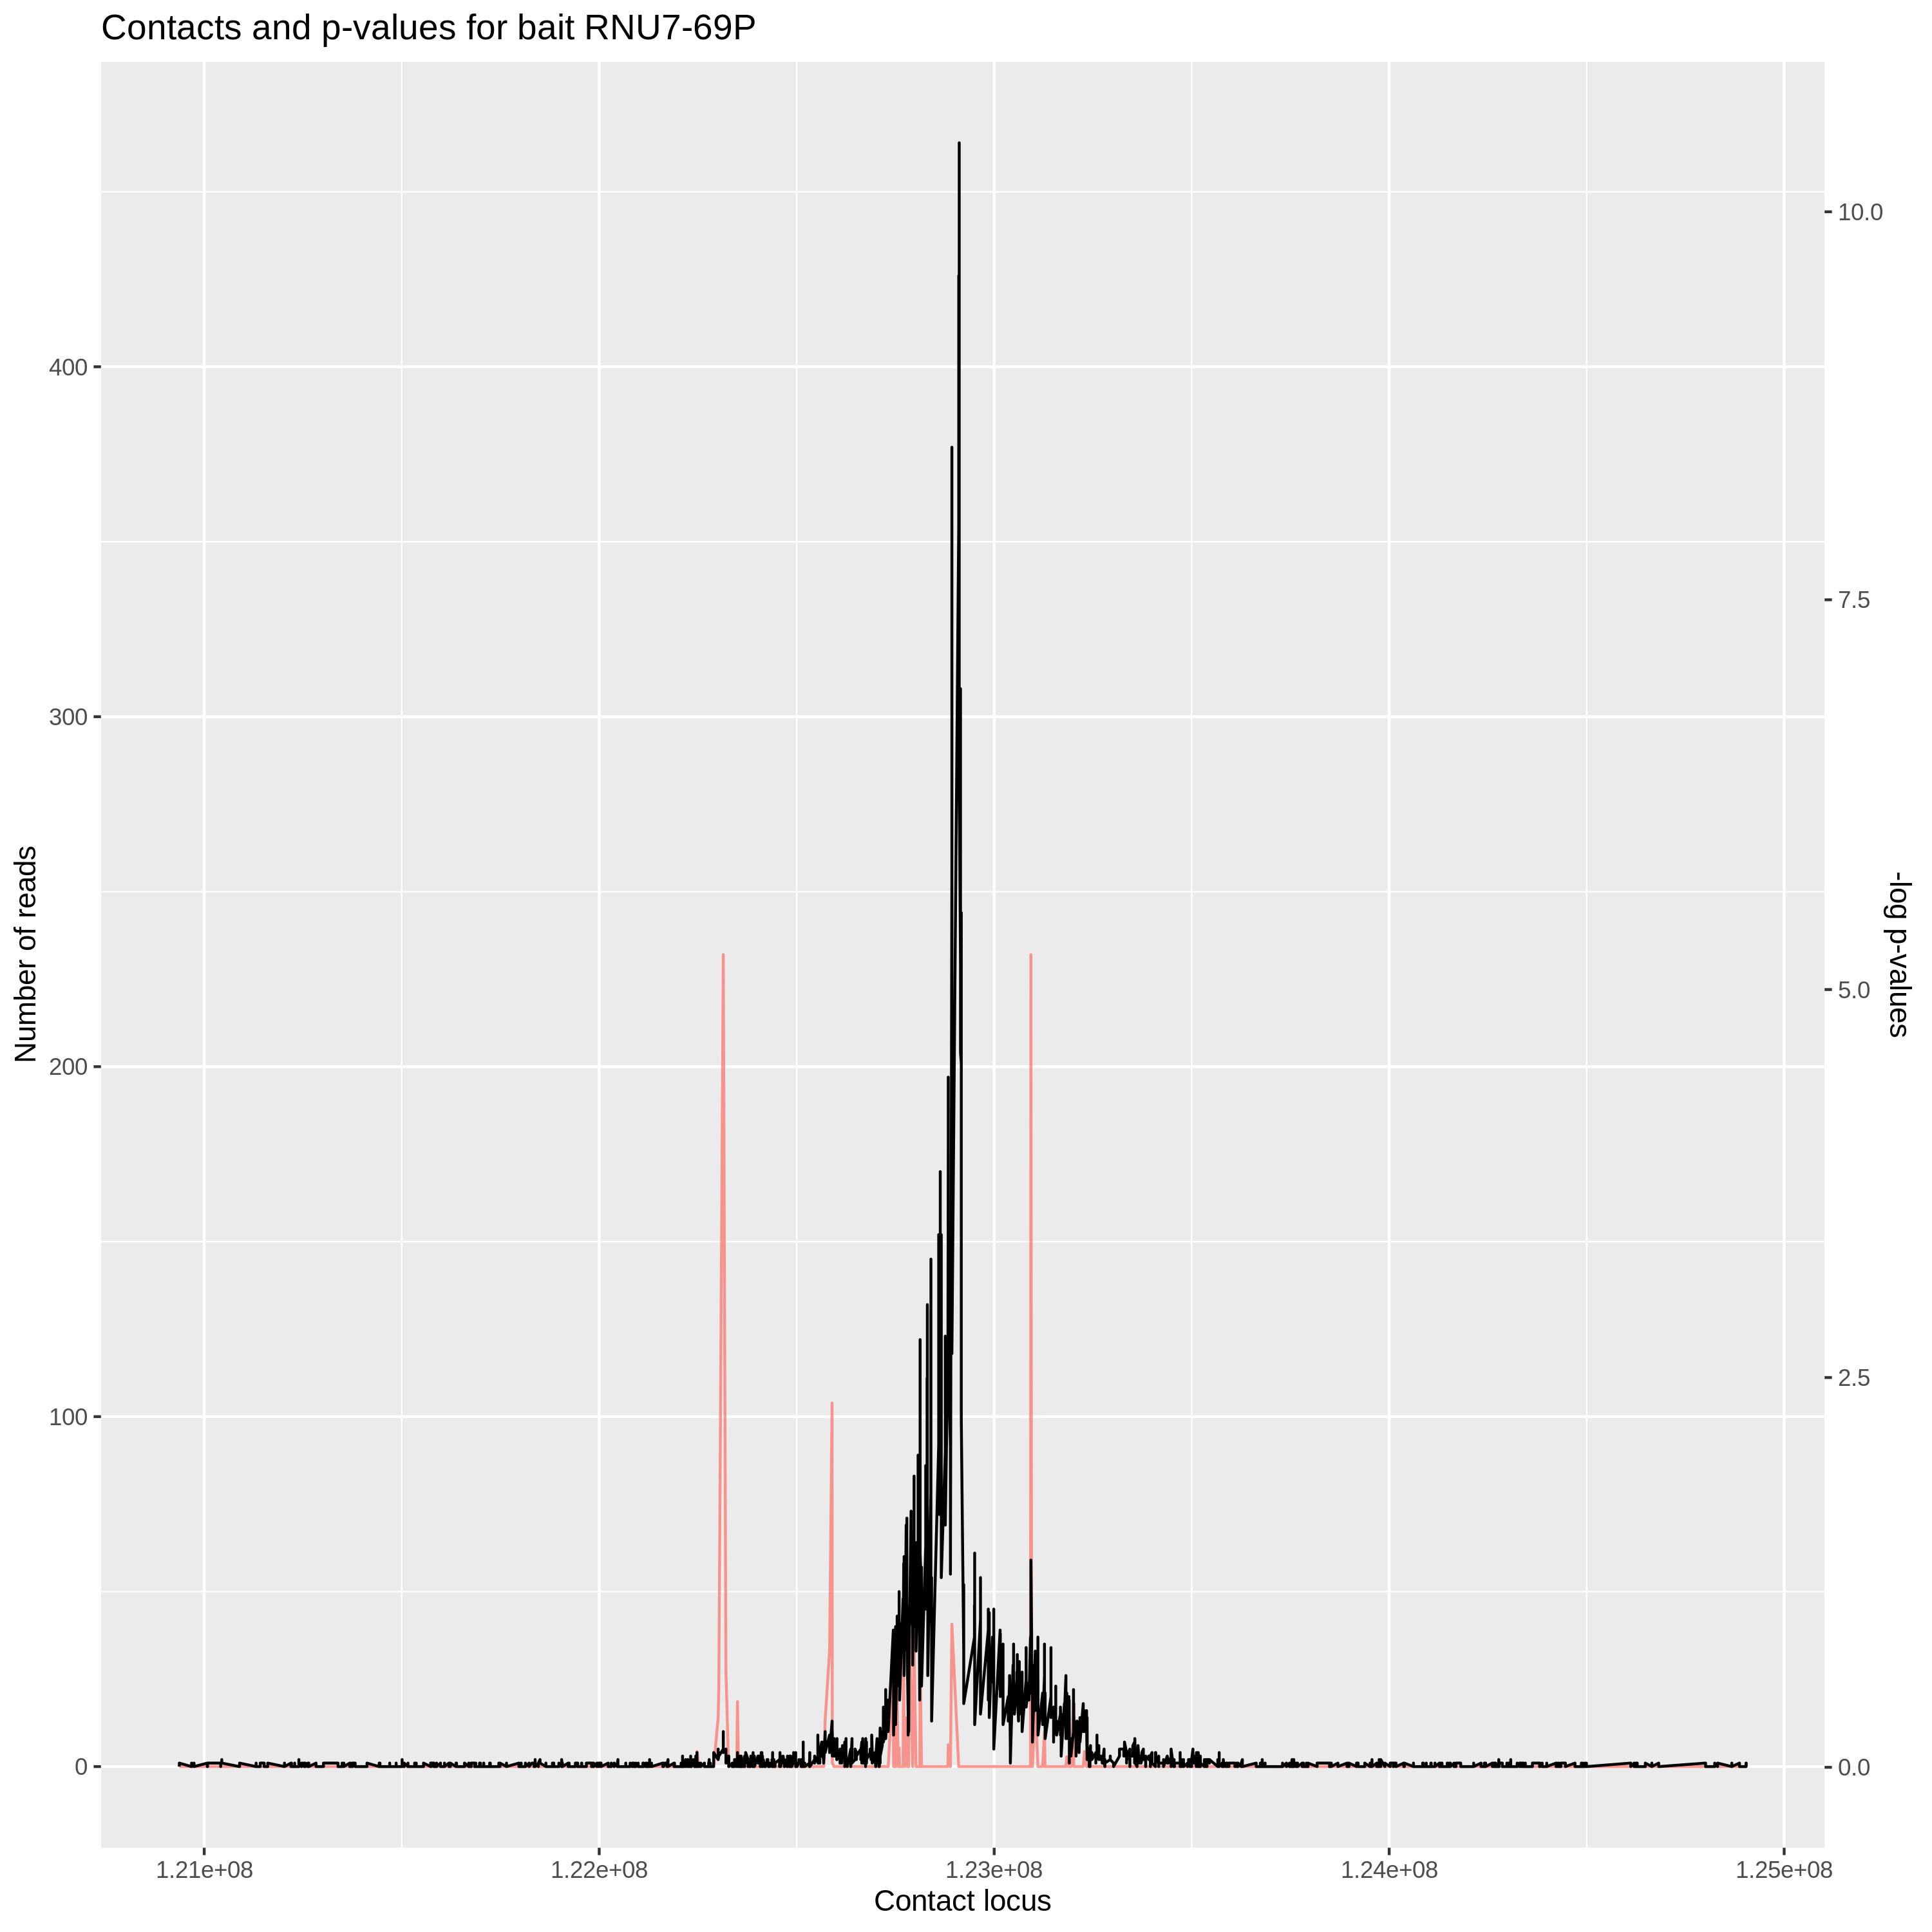 Contacts and p-values for bait RNU7-69P
400
300
200
100
0
Number of reads
10.0
7.5
5.0
2.5
0.0
-log p-values
1.21e+08
1.22e+08
1.23e+08
1.24e+08
1.25e+08
Contact locus